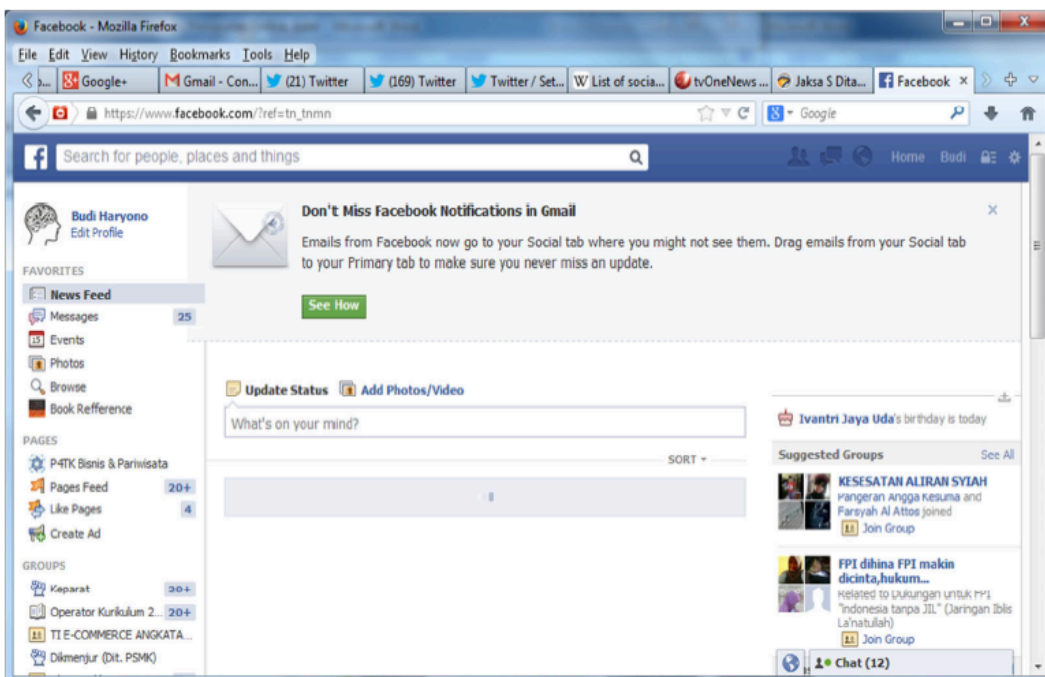 Facebook - Mozilla Firefox
File Edit View History Bookmarks Tools Help
Google+
Gmail - Con...
(21) Twitter
(169) Twitter
Twitter / Set...
List of socia...
tvOneNews ...
Jaksa S Dita...
Facebook
https://www.facebook.com/?ref=tn_tnmn
Google
Search for people, places and things
Home Budi
Budi Haryono
Edit Profile
Don't Miss Facebook Notifications in Gmail
Emails from Facebook now go to your Social tab where you might not see them. Drag emails from your Social tab
to your Primary tab to make sure you never miss an update.
See How
FAVORITES
News Feed
Messages 25
Events
Photos
Browse
Book Refference
PAGES
P4TK Bisnis & Pariwisata
Pages Feed 20+
Like Pages 4
Create Ad
GROUPS
Keparat 20+
Operator Kurikulum 2... 20+
TI E-COMMERCE ANGKATA...
Dikmenjur (Dit. PSMK)
Update Status Add Photos/Video
What's on your mind?
SORT
Ivantri Jaya Uda's birthday is today
Suggested Groups See All
KESESATAN ALIRAN SYIAH
Pangeran Angga Kesuma and
Farsyah Al Attos joined
Join Group
FPI dihina FPI makin
dicinta,hukum...
Related to Dukungan untuk FPI
"indonesia tanpa JIL" (Jaringan Iblis
La'natullah)
Join Group
Chat (12)